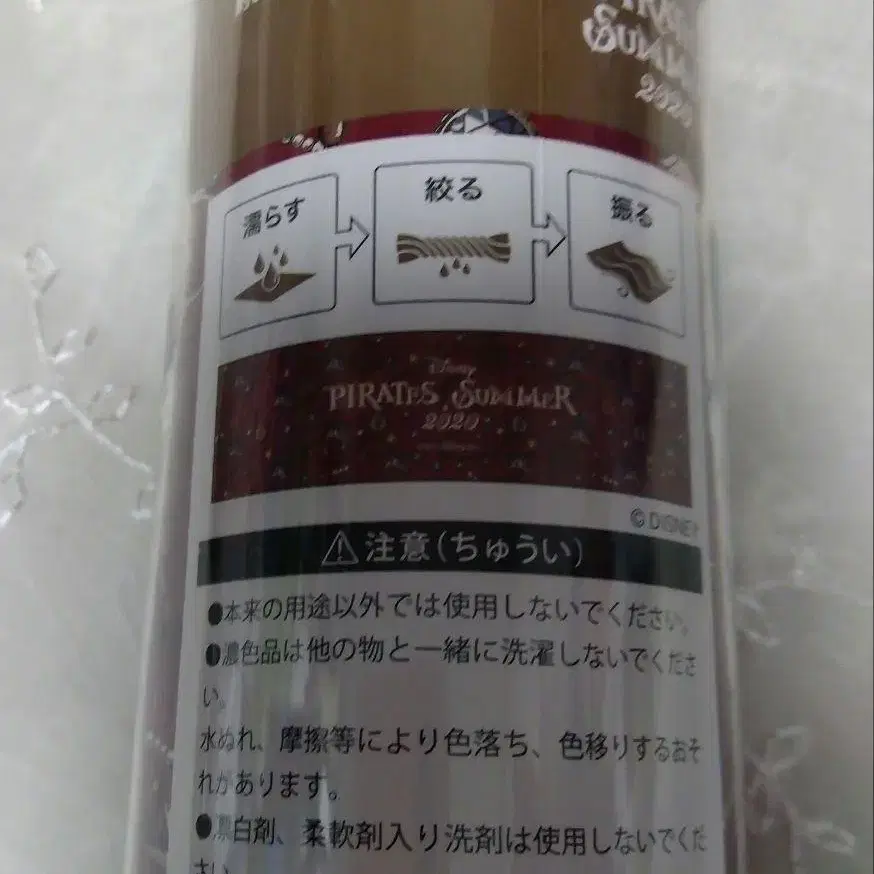 SUMM
2020
濡らす
絞る
振る
Disney
PIRATES SUMMER
2020
© DISNEY
注意(ちゅうい)
●本来の用途以外では使用しないでください。
●濃色品は他の物と一緒に洗濯しないでくださ
い。
水ぬれ、摩擦等により色落ち、色移りするおそ
れがあります。
●漂白剤、柔軟剤入り洗剤は使用しないでくだ
さい